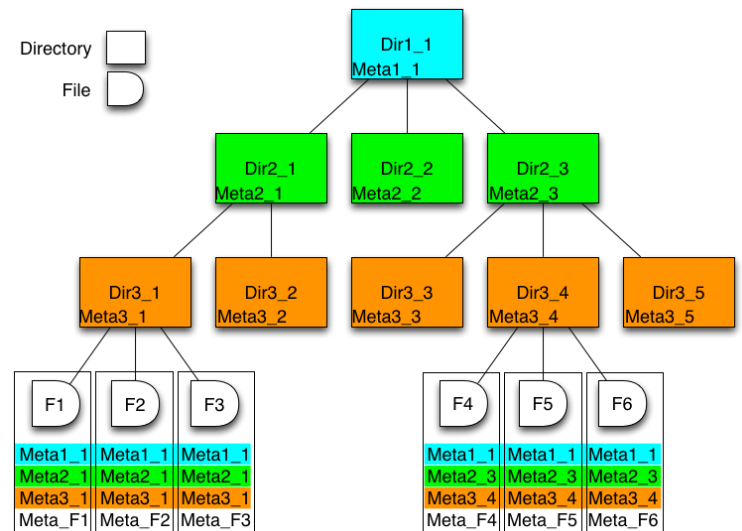 Directory
File
Dir1_1
Meta1_1
Dir2_1
Meta2_1
Dir2_2
Meta2_2
Dir2_3
Meta2_3
Dir3_1
Meta3_1
Dir3_2
Meta3_2
Dir3_3
Meta3_3
Dir3_4
Meta3_4
Dir3_5
Meta3_5
F1
Meta1_1
Meta2_1
Meta3_1
Meta_F1
F2
Meta1_1
Meta2_1
Meta3_1
Meta_F2
F3
Meta1_1
Meta2_1
Meta3_1
Meta_F3
F4
Meta1_1
Meta2_3
Meta3_4
Meta_F4
F5
Meta1_1
Meta2_3
Meta3_4
Meta_F5
F6
Meta1_1
Meta2_3
Meta3_4
Meta_F6